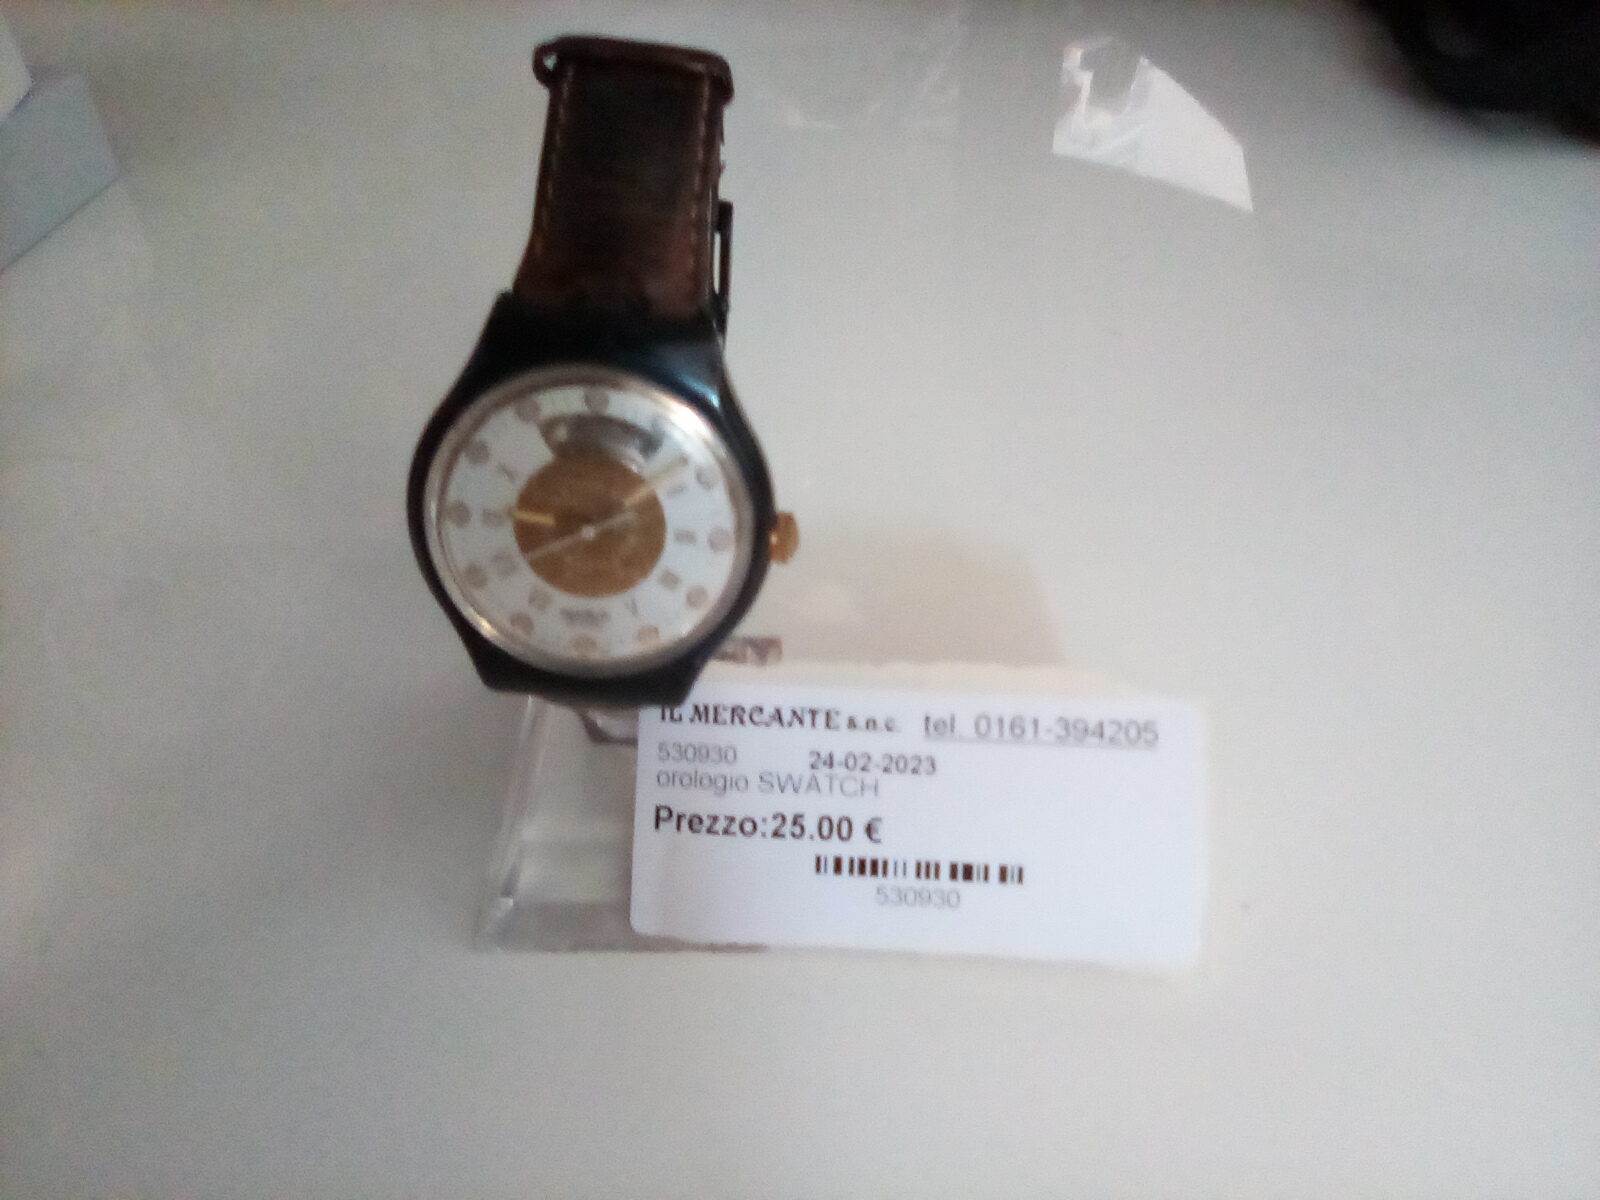 IL MERCANTE s.n.c. tel. 0161-394205
530930 24-02-2023
orologio SWATCH
Prezzo:25.00 €
530930